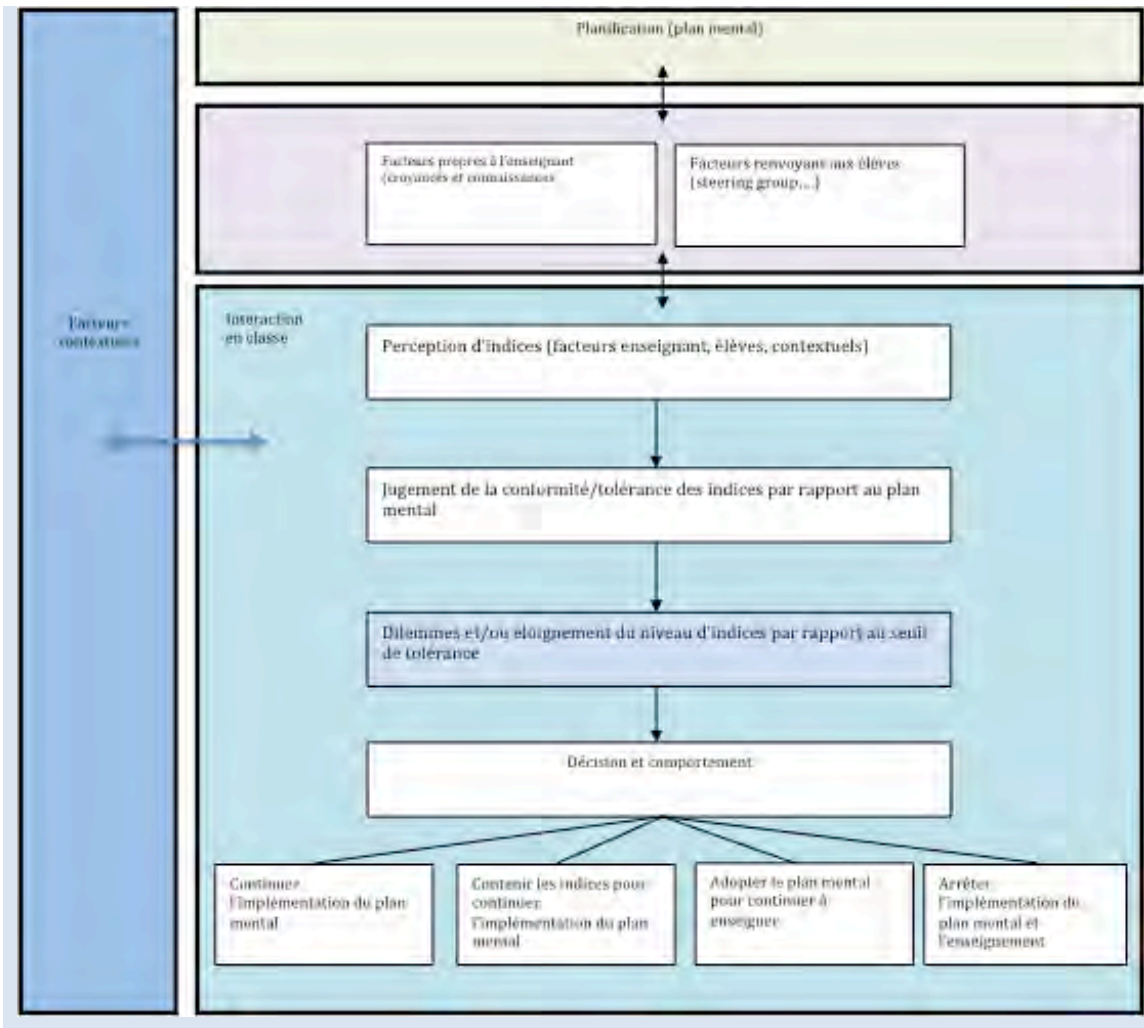 Planification (plan mental)
Facteurs propres à l'enseignant
(croyances et connaissances
Facteurs renvoyant aux élèves
(steering group,...)
Facteurs
contextuels
Interaction
en classe
Perception d'indices (facteurs enseignant, élèves, contextuels)
Jugement de la conformité/tolérance des indices par rapport au plan
mental
Dilemmes et/ou éloignement du niveau d'indices par rapport au seuil
de tolérance
Décision et comportement
Continuer
l'implémentation du plan
mental
Contenir les indices pour
continuer
l'implémentation du plan
mental
Adopter le plan mental
pour continuer à
enseigner
Arrêter
l'implémentation du
plan mental et
l'enseignement